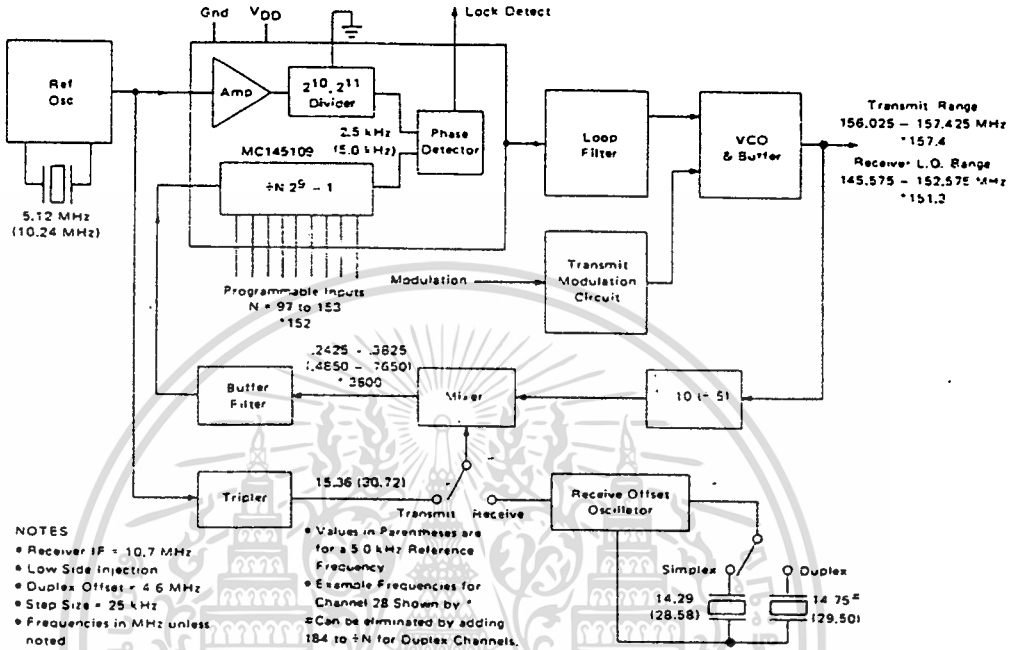 Gnd
VDD
Lock Detect
Ref
Osc
Amp
2^10, 2^11
Divider
2.5 kHz
(5.0 kHz)
Phase
Detector
MC145109
÷N 2^9 - 1
5.12 MHz
(10.24 MHz)
Loop
Filter
VCO
& Buffer
Transmit Range
156.025 - 157.425 MHz
*157.4
Receiver L.O. Range
145.575 - 152.575 MHz
*151.3
Programmable Inputs
N = 97 to 153
*152
Modulation
Transmit
Modulation
Circuit
.2425 - .3825
(.4850 - .7650)
*.3800
Buffer
Filter
Mixer
10 (÷ 5)
Tripler
15.36 (30.72)
Transmit
Receive
Receive Offset
Oscillator
Simplex
Duplex
14.29
(28.58)
14.75#
(29.50)
NOTES
• Receiver IF = 10.7 MHz
• Low Side Injection
• Duplex Offset = 4.6 MHz
• Step Size = 25 kHz
• Frequencies in MHz unless
noted
• Values in Parentheses are
for a 5.0 kHz Reference
Frequency
• Example Frequencies for
Channel 28 Shown by *
# Can be eliminated by adding
184 to ÷N for Duplex Channels.